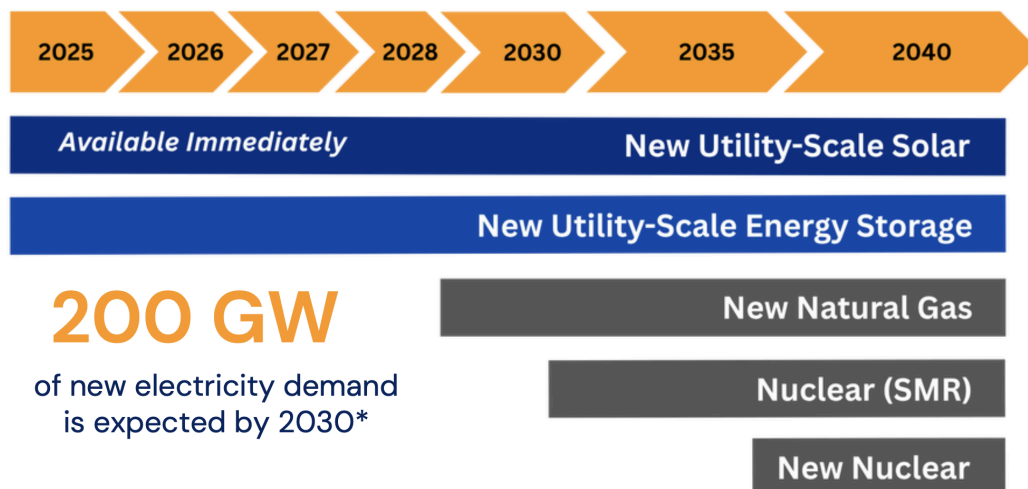 2025 2026 2027 2028 2030 2035 2040
Available Immediately New Utility-Scale Solar
New Utility-Scale Energy Storage
200 GW
of new electricity demand
is expected by 2030*
New Natural Gas
Nuclear (SMR)
New Nuclear